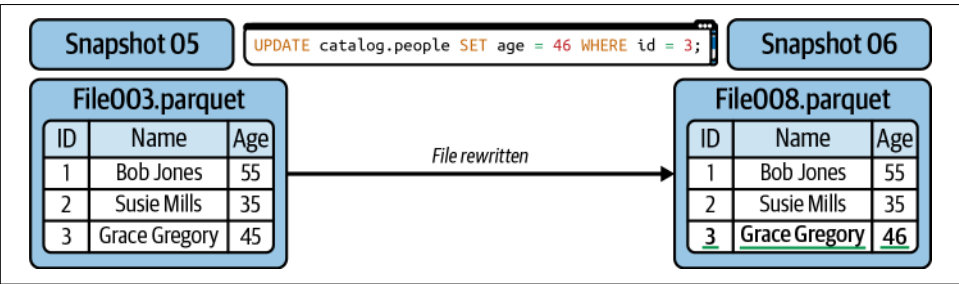 Snapshot 05
UPDATE catalog.people SET age = 46 WHERE id = 3;
Snapshot 06
File003.parquet
ID Name Age
1 Bob Jones 55
2 Susie Mills 35
3 Grace Gregory 45
File rewritten
File008.parquet
ID Name Age
1 Bob Jones 55
2 Susie Mills 35
3 Grace Gregory 46